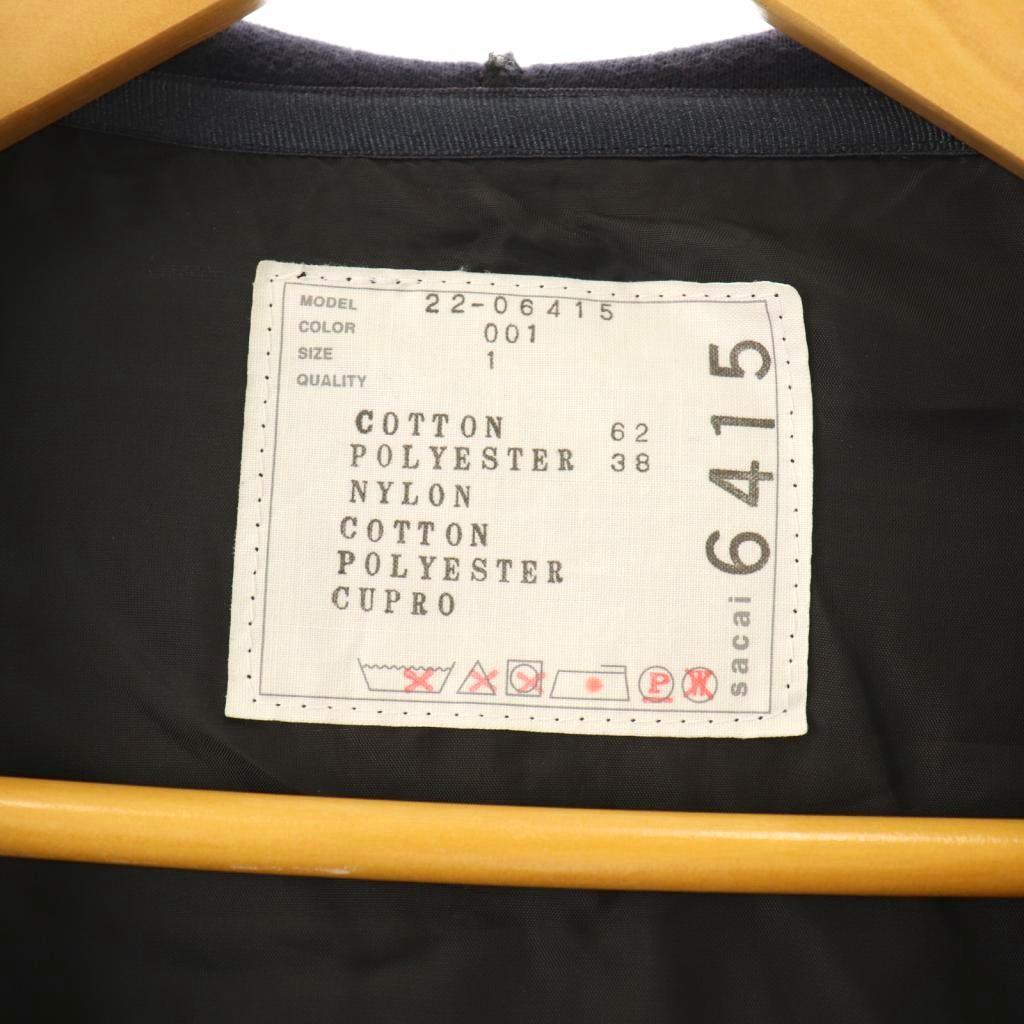 MODEL 22-06415
COLOR 001
SIZE 1
QUALITY
COTTON 62
POLYESTER 38
NYLON
COTTON
POLYESTER
CUPRO
P W
sacai 6415